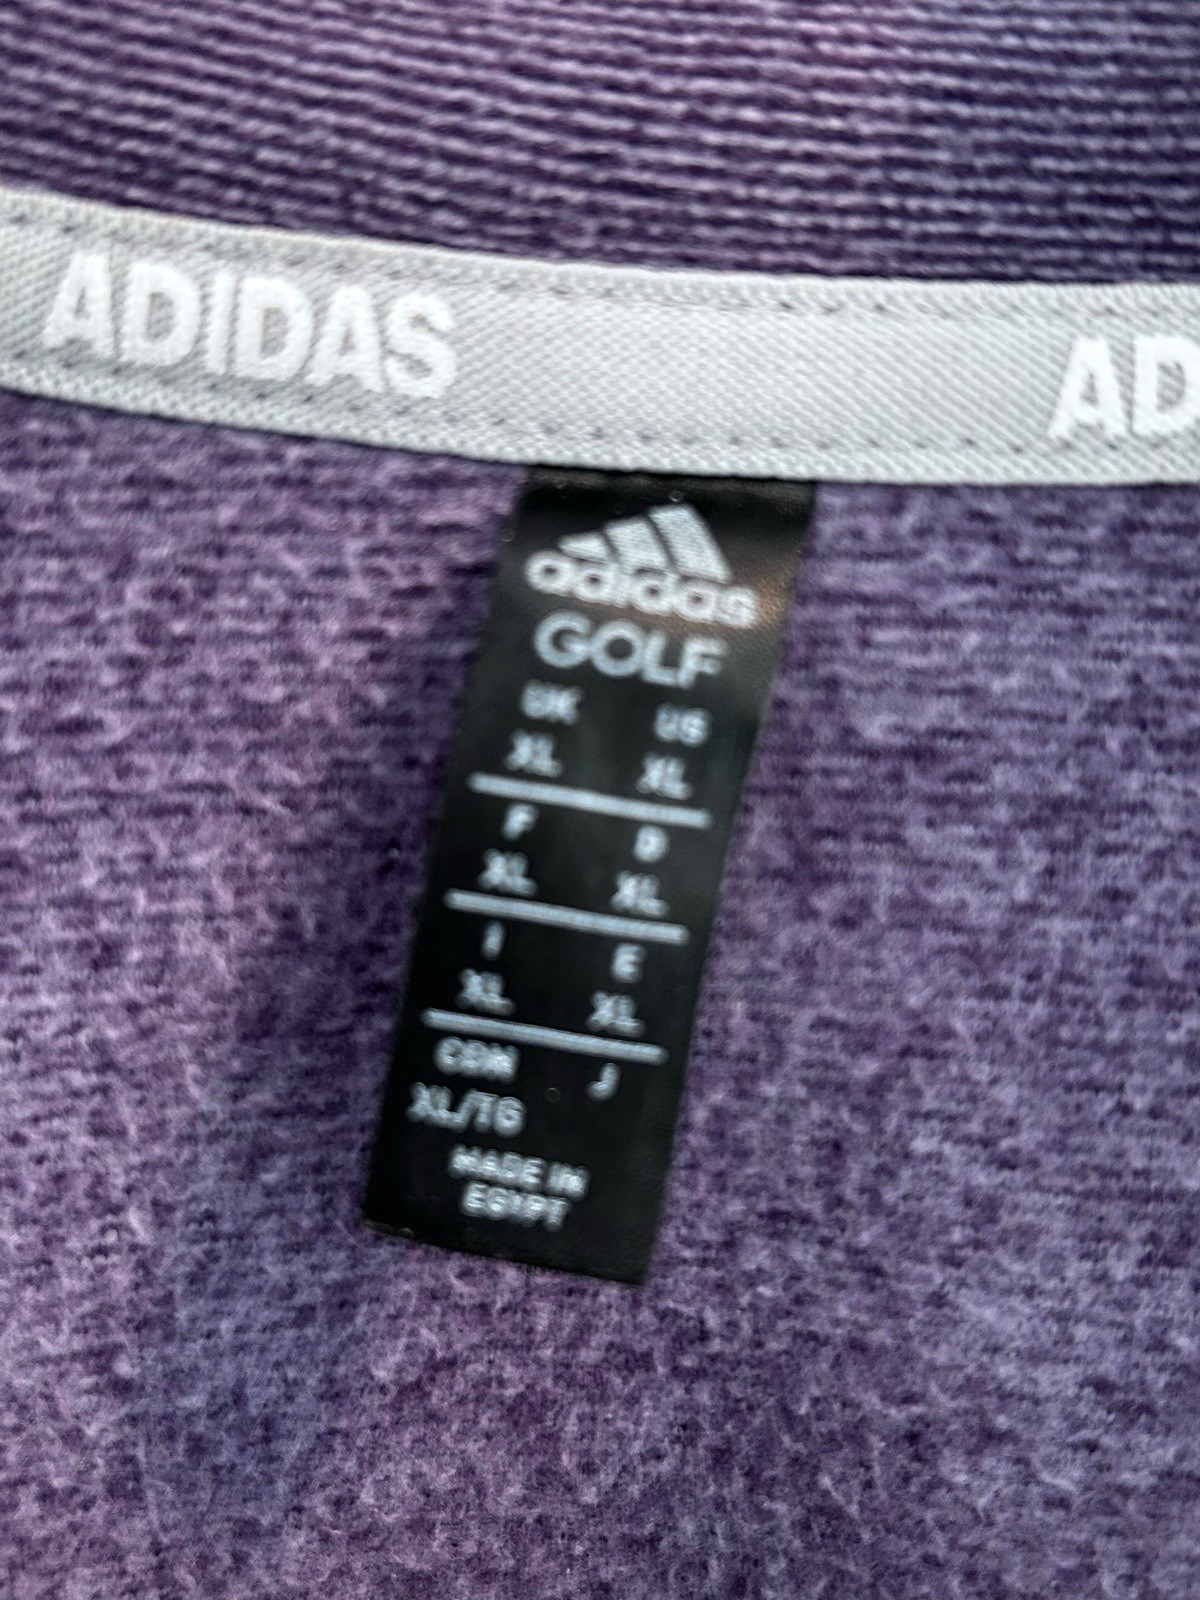 ADIDAS
AD
adidas
GOLF
UK US
XL XL
F D
XL XL
I E
XL XL
CDN J
XL/TG
MADE IN
EGYPT